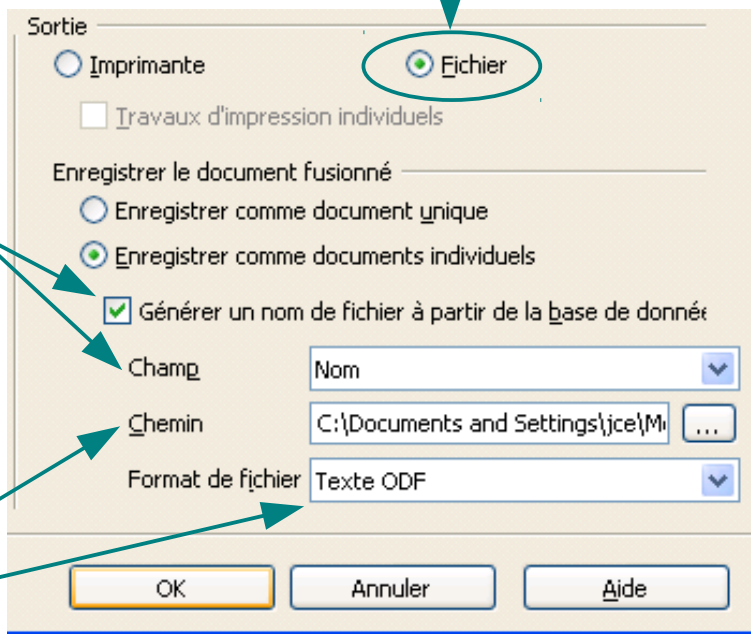 Sortie
Imprimante Fichier
Travaux d'impression individuels
Enregistrer le document fusionné
Enregistrer comme document unique
Enregistrer comme documents individuels
Générer un nom de fichier à partir de la base de donnée
Champ Nom
Chemin C:\Documents and Settings\jce\M ...
Format de fichier Texte ODF
OK Annuler Aide